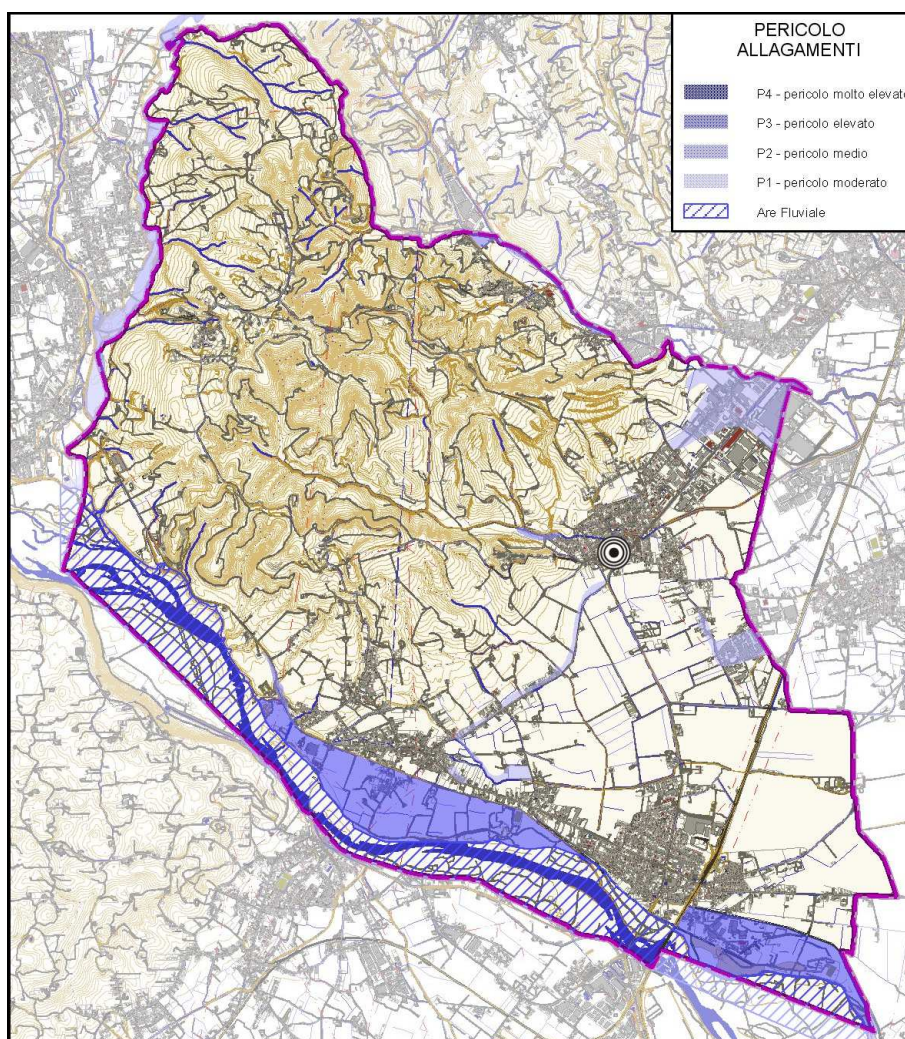 PERICOLO
ALLAGAMENTI
P4 - pericolo molto elevato
P3 - pericolo elevato
P2 - pericolo medio
P1 - pericolo moderato
Are Fluviale